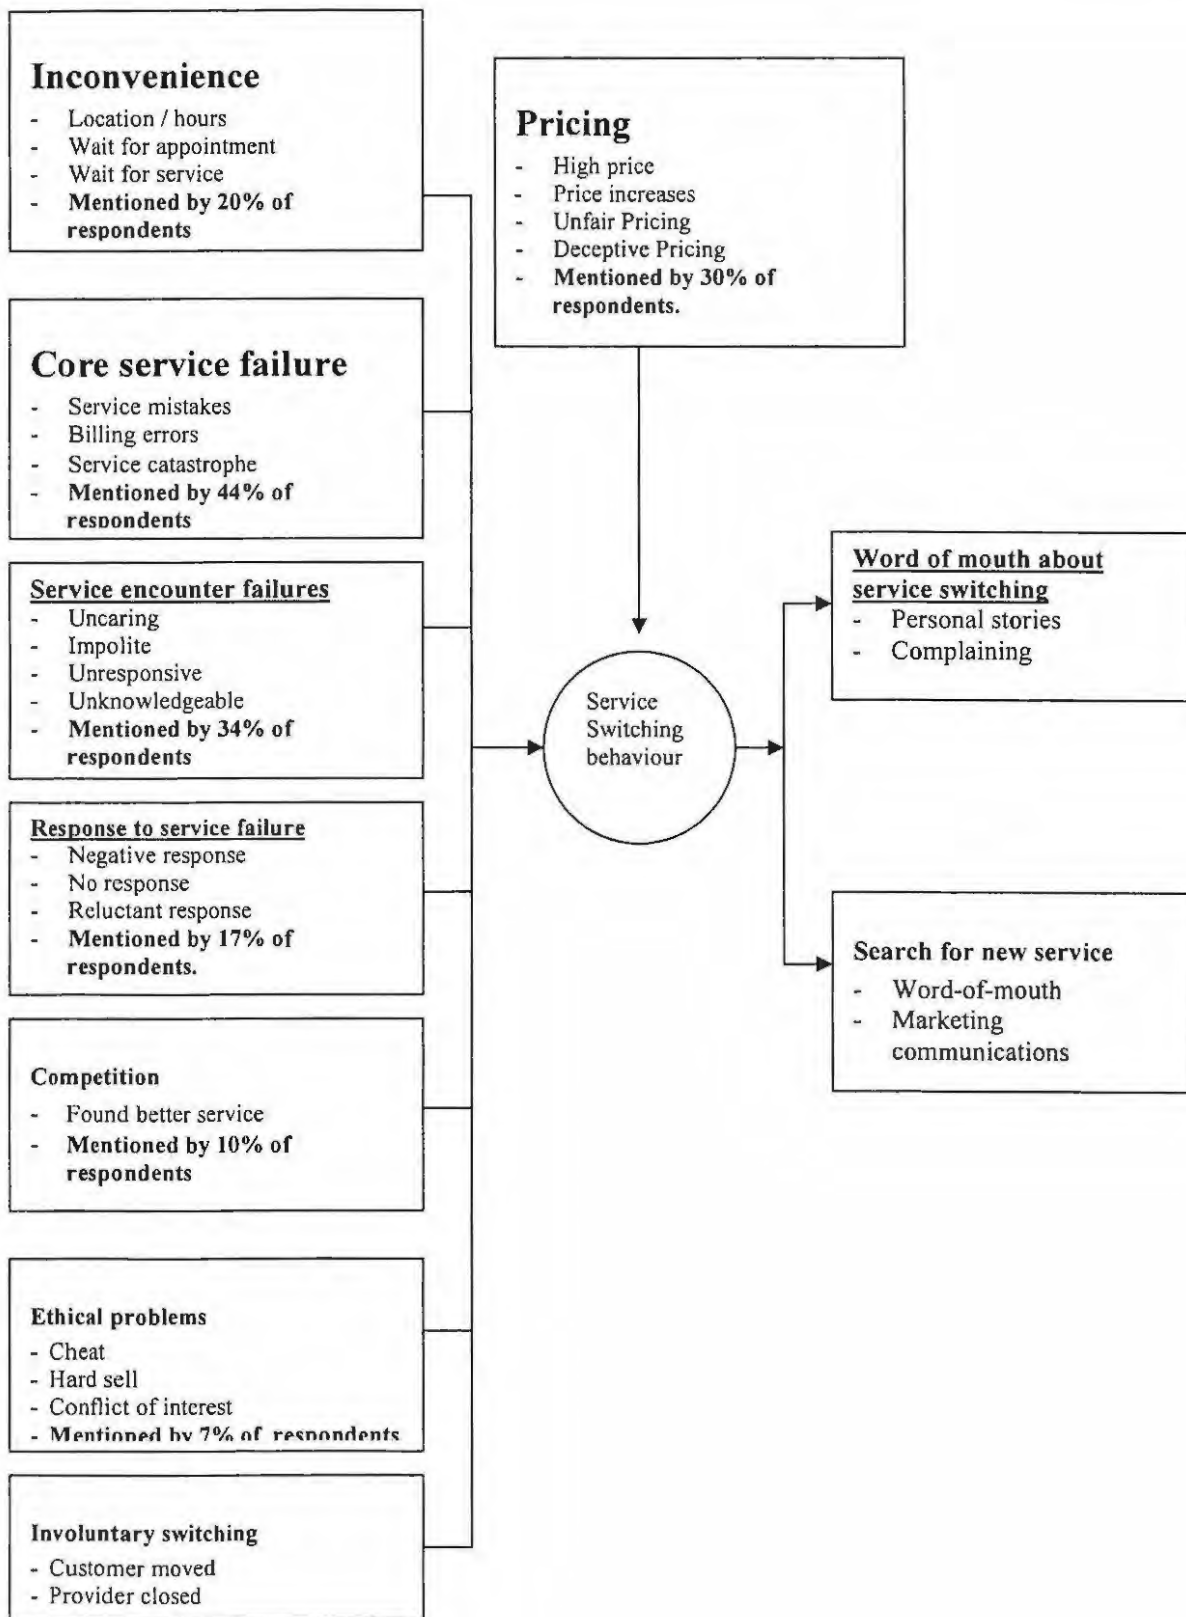 Inconvenience
- Location / hours
- Wait for appointment
- Wait for service
- Mentioned by 20% of
respondents
Pricing
- High price
- Price increases
- Unfair Pricing
- Deceptive Pricing
- Mentioned by 30% of
respondents.
Core service failure
- Service mistakes
- Billing errors
- Service catastrophe
- Mentioned by 44% of
respondents
Service encounter failures
- Uncaring
- Impolite
- Unresponsive
- Unknowledgeable
- Mentioned by 34% of
respondents
Response to service failure
- Negative response
- No response
- Reluctant response
- Mentioned by 17% of
respondents.
Competition
- Found better service
- Mentioned by 10% of
respondents
Ethical problems
- Cheat
- Hard sell
- Conflict of interest
- Mentioned by 7% of respondents
Involuntary switching
- Customer moved
- Provider closed
Service
Switching
behaviour
Word of mouth about
service switching
- Personal stories
- Complaining
Search for new service
- Word-of-mouth
- Marketing
communications